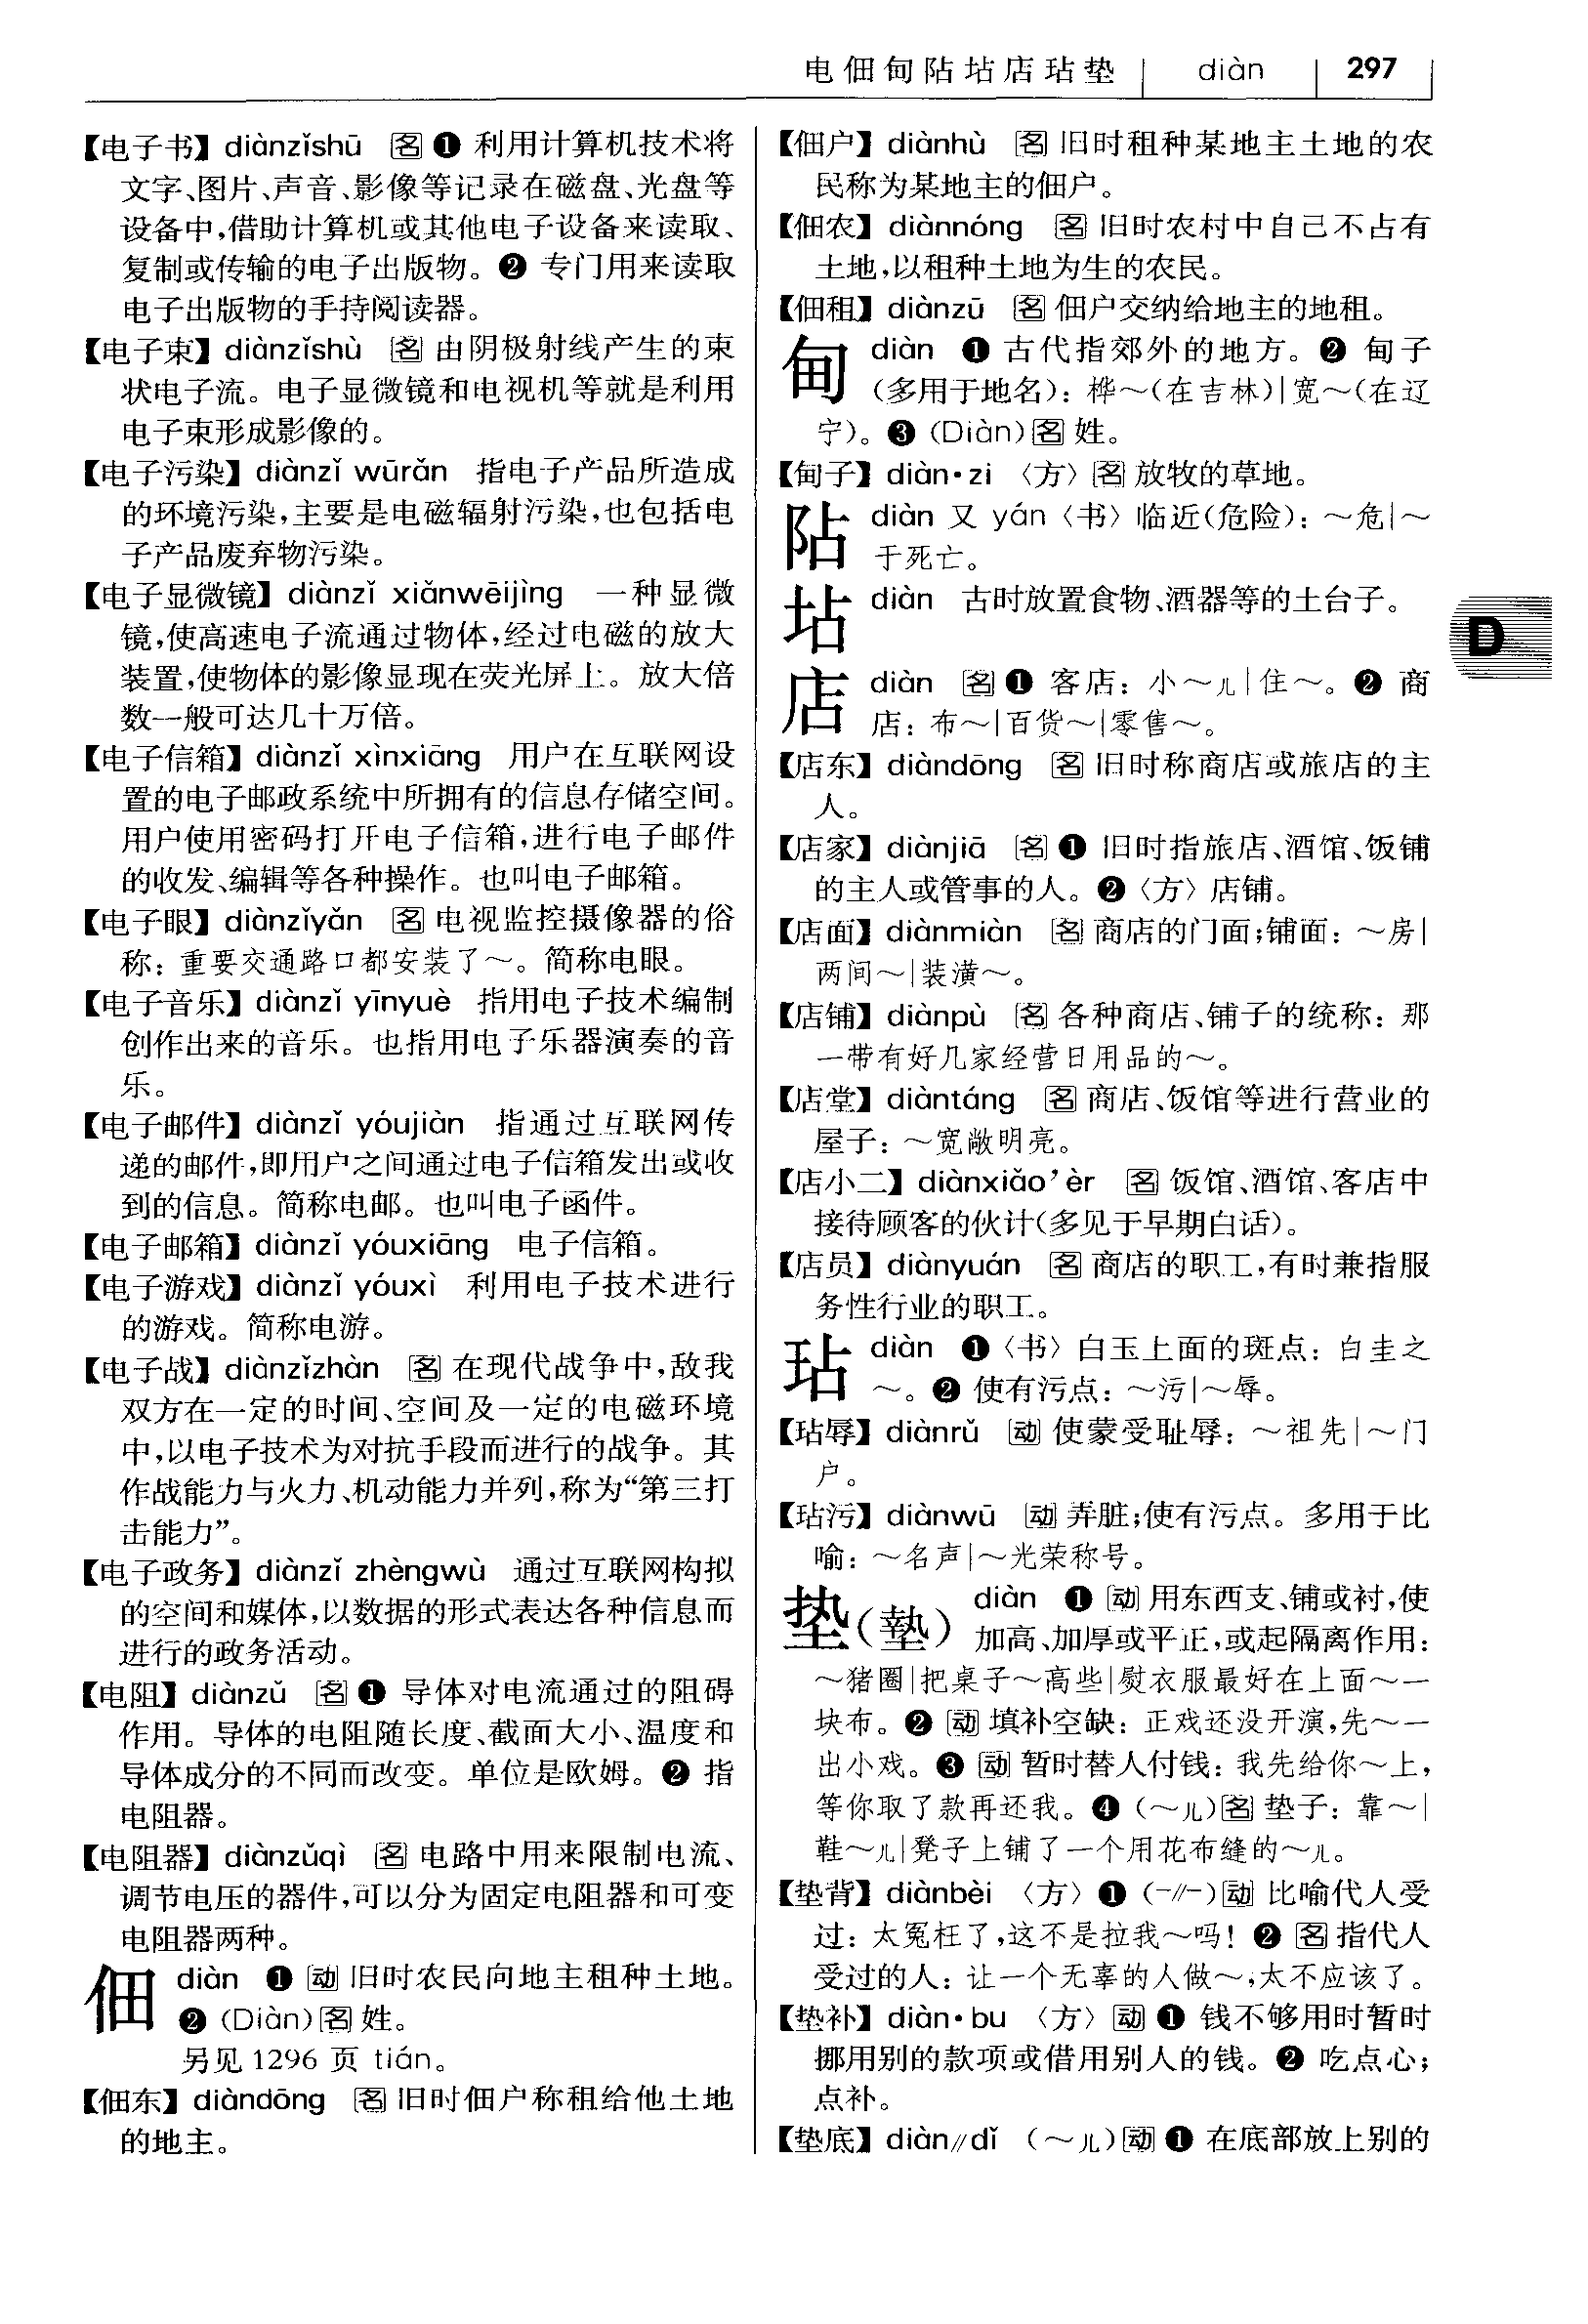 电佃甸阽坫店玷垫 diàn 297
【电子书】diànzǐshū 名❶ 利用计算机技术将
文字、图片、声音、影像等记录在磁盘、光盘等
设备中,借助计算机或其他电子设备来读取、
复制或传输的电子出版物。❷ 专门用来读取
电子出版物的手持阅读器。
【电子束】diànzǐshù 名 由阴极射线产生的束
状电子流。电子显微镜和电视机等就是利用
电子束形成影像的。
【电子污染】diànzǐ wūrǎn 指电子产品所造成
的环境污染,主要是电磁辐射污染,也包括电
子产品废弃物污染。
【电子显微镜】diànzǐ xiǎnwēijìng 一种显微
镜,使高速电子流通过物体,经过电磁的放大
装置,使物体的影像显现在荧光屏上。放大倍
数一般可达几十万倍。
【电子信箱】diànzǐ xìnxiāng 用户在互联网设
置的电子邮政系统中所拥有的信息存储空间。
用户使用密码打开电子信箱,进行电子邮件
的收发、编辑等各种操作。也叫电子邮箱。
【电子眼】diànzǐyǎn 名 电视监控摄像器的俗
称：重要交通路口都安装了～。简称电眼。
【电子音乐】diànzǐ yīnyuè 指用电子技术编制
创作出来的音乐。也指用电子乐器演奏的音
乐。
【电子邮件】diànzǐ yóujiàn 指通过互联网传
递的邮件,即用户之间通过电子信箱发出或收
到的信息。简称电邮。也叫电子函件。
【电子邮箱】diànzǐ yóuxiāng 电子信箱。
【电子游戏】diànzǐ yóuxì 利用电子技术进行
的游戏。简称电游。
【电子战】diànzǐzhàn 名 在现代战争中,敌我
双方在一定的时间、空间及一定的电磁环境
中,以电子技术为对抗手段而进行的战争。其
作战能力与火力、机动能力并列,称为“第三打
击能力”。
【电子政务】diànzǐ zhèngwù 通过互联网构拟
的空间和媒体,以数据的形式表达各种信息而
进行的政务活动。
【电阻】diànzǔ 名❶ 导体对电流通过的阻碍
作用。导体的电阻随长度、截面大小、温度和
导体成分的不同而改变。单位是欧姆。❷ 指
电阻器。
【电阻器】diànzǔqì 名 电路中用来限制电流、
调节电压的器件,可以分为固定电阻器和可变
电阻器两种。
佃 diàn ❶ 动 旧时农民向地主租种土地。
❷ (Diàn)名 姓。
另见 1296 页 tián。
【佃东】diàndōng 名 旧时佃户称租给他土地
的地主。
【佃户】diànhù 名 旧时租种某地主土地的农
民称为某地主的佃户。
【佃农】diànnóng 名 旧时农村中自己不占有
土地,以租种土地为生的农民。
【佃租】diànzū 名 佃户交纳给地主的地租。
甸 diàn ❶ 古代指郊外的地方。❷ 甸子
(多用于地名)：桦～(在吉林)|宽～(在辽
宁)。❸ (Diàn)名 姓。
【甸子】diàn·zi 〈方〉名 放牧的草地。
阽 diàn 又 yán〈书〉临近(危险)：～危|～
于死亡。
坫 diàn 古时放置食物、酒器等的土台子。
店 diàn 名❶ 客店：小～儿|住～。❷ 商
店：布～|百货～|零售～。
【店东】diàndōng 名 旧时称商店或旅店的主
人。
【店家】diànjiā 名❶ 旧时指旅店、酒馆、饭铺
的主人或管事的人。❷〈方〉店铺。
【店面】diànmiàn 名 商店的门面;铺面：～房|
两间～|装潢～。
【店铺】diànpù 名 各种商店、铺子的统称：那
一带有好几家经营日用品的～。
【店堂】diàntáng 名 商店、饭馆等进行营业的
屋子：～宽敞明亮。
【店小二】diànxiǎo’èr 名 饭馆、酒馆、客店中
接待顾客的伙计(多见于早期白话)。
【店员】diànyuán 名 商店的职工,有时兼指服
务性行业的职工。
玷 diàn ❶〈书〉白玉上面的斑点：白圭之
～。❷ 使有污点：～污|～辱。
【玷辱】diànrǔ 动 使蒙受耻辱：～祖先|～门
户。
【玷污】diànwū 动 弄脏;使有污点。多用于比
喻：～名声|～光荣称号。
垫(墊) diàn ❶ 动 用东西支、铺或衬,使
加高、加厚或平正,或起隔离作用：
～猪圈|把桌子～高些|熨衣服最好在上面～一
块布。❷ 动 填补空缺：正戏还没开演,先～一
出小戏。❸ 动 暂时替人付钱：我先给你～上,
等你取了款再还我。❹ (～儿)名 垫子：靠～|
鞋～儿|凳子上铺了一个用花布缝的～儿。
【垫背】diànbèi 〈方〉❶ (-//-)动 比喻代人受
过：太冤枉了,这不是拉我～吗! ❷ 名 指代人
受过的人：让一个无辜的人做～,太不应该了。
【垫补】diàn·bu 〈方〉动 ❶ 钱不够用时暂时
挪用别的款项或借用别人的钱。❷ 吃点心;
点补。
【垫底】diàn//dǐ (～儿)动❶ 在底部放上别的
D